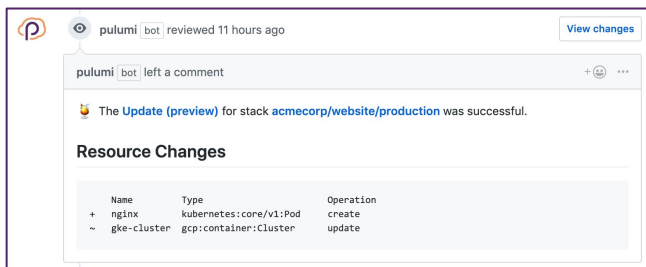 pulumi bot reviewed 11 hours ago
View changes
pulumi bot left a comment
The Update (preview) for stack acmecorp/website/production was successful.
Resource Changes
Name Type Operation
+ nginx kubernetes:core/v1:Pod create
~ gke-cluster gcp:container:Cluster update